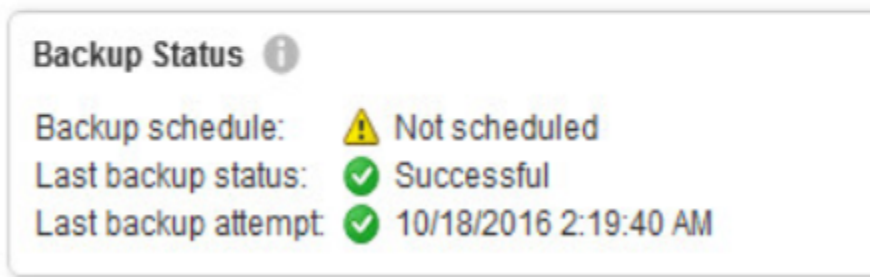 Backup Status
Backup schedule: Not scheduled
Last backup status: Successful
Last backup attempt: 10/18/2016 2:19:40 AM